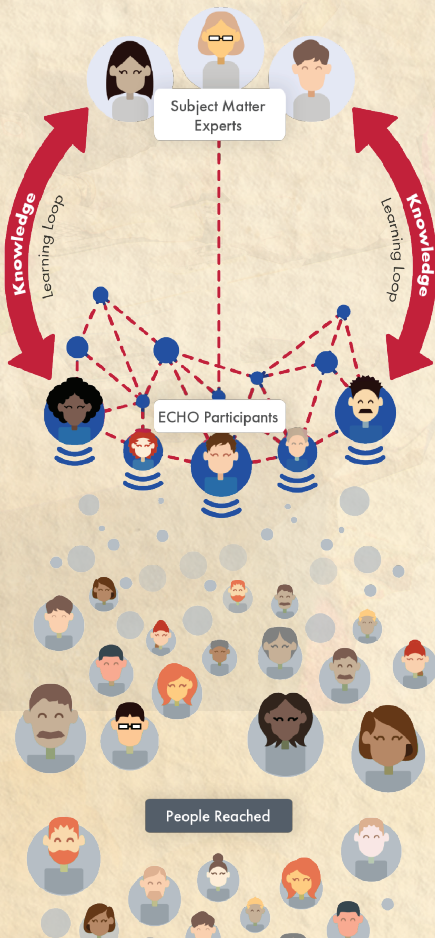 Subject Matter
Experts
Knowledge
Learning Loop
Learning Loop
Knowledge
ECHO Participants
People Reached